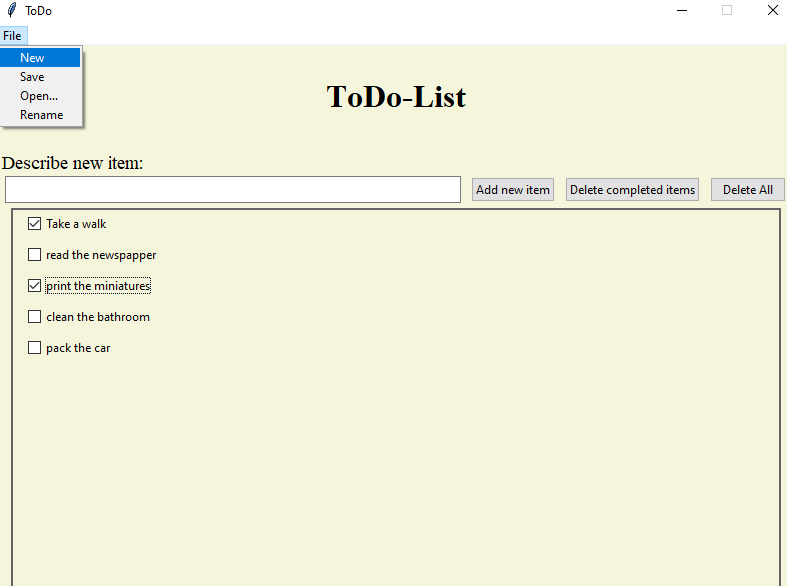 ToDo
File
New
Save
Open...
Rename
ToDo-List
Describe new item:
Add new item Delete completed items Delete All
Take a walk
read the newspapper
print the miniatures
clean the bathroom
pack the car